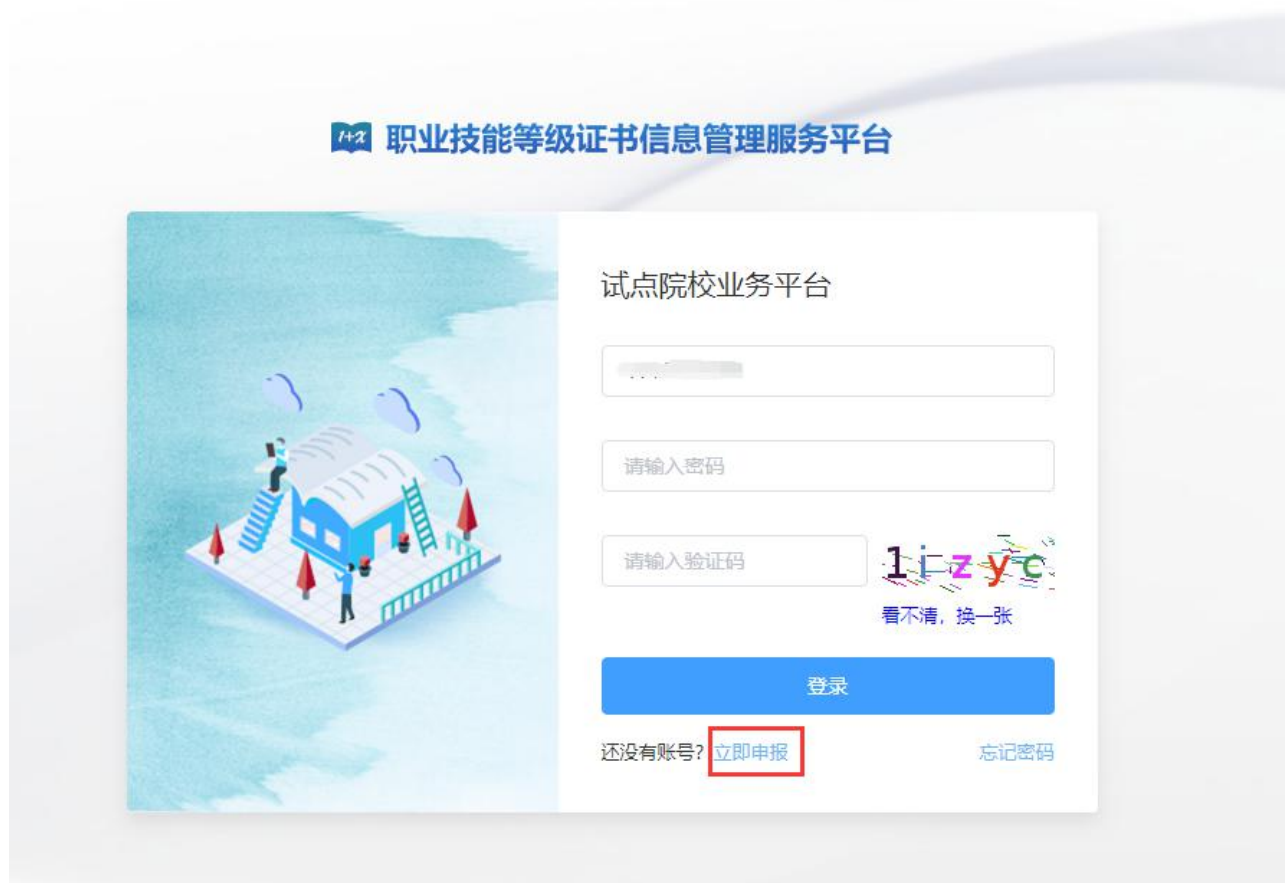 1+X 职业技能等级证书信息管理服务平台
试点院校业务平台
请输入密码
请输入验证码
1izyc
看不清，换一张
登录
还没有账号? 立即申报 忘记密码